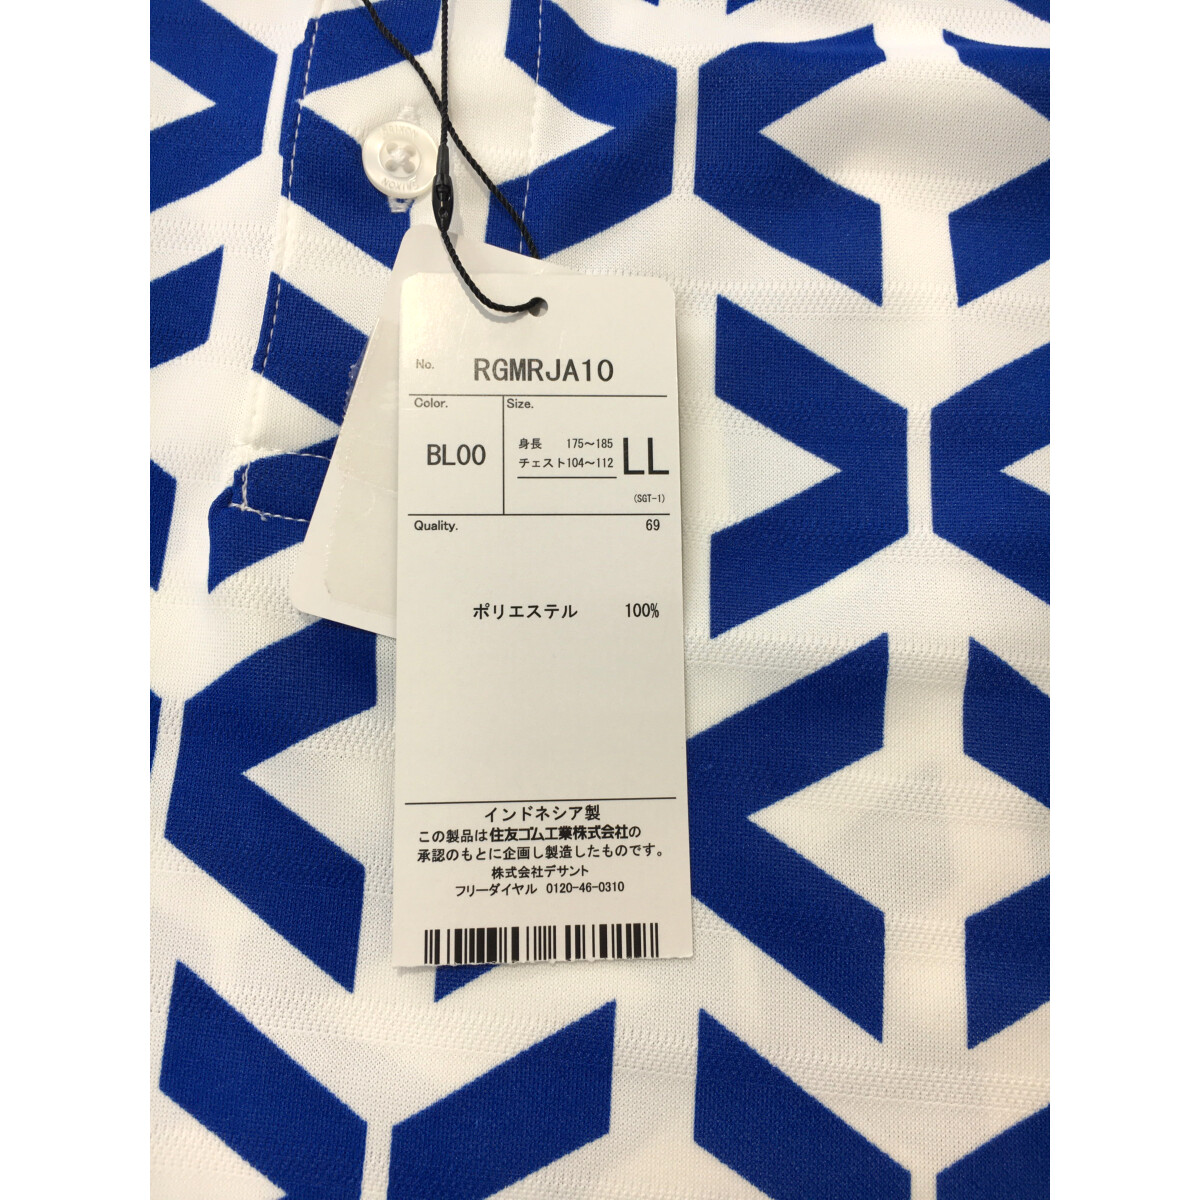 SRIXON
No. RGMRJA10
Color. Size.
BL00
身長 175〜185
チェスト104〜112
LL
(SGT-1)
Quality. 69
ポリエステル 100%
インドネシア製
この製品は住友ゴム工業株式会社の
承認のもとに企画し製造したものです。
株式会社デサント
フリーダイヤル 0120-46-0310